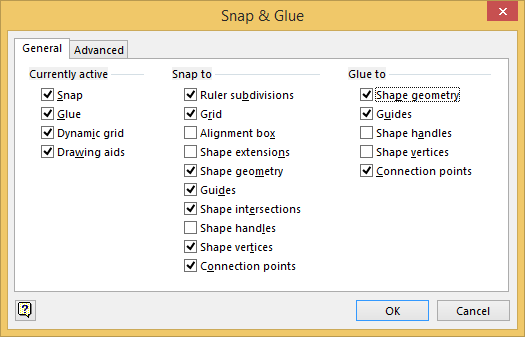 Snap & Glue
General
Advanced
Currently active
Snap
Glue
Dynamic grid
Drawing aids
Snap to
Ruler subdivisions
Grid
Alignment box
Shape extensions
Shape geometry
Guides
Shape intersections
Shape handles
Shape vertices
Connection points
Glue to
Shape geometry
Guides
Shape handles
Shape vertices
Connection points
?
OK
Cancel